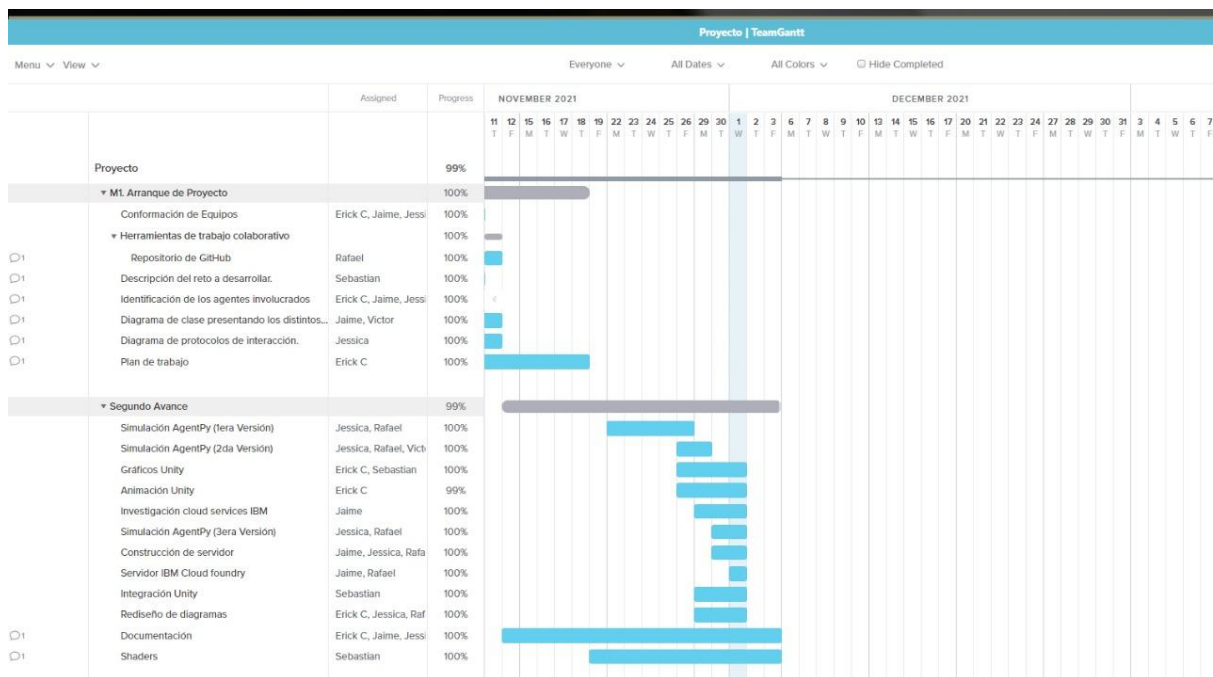 Proyecto | TeamGantt
Menu View Everyone All Dates All Colors Hide Completed
Assigned Progress NOVEMBER 2021 DECEMBER 2021
11 12 15 16 17 18 19 22 23 24 25 26 29 30 1 2 3 6 7 8 9 10 13 14 15 16 17 20 21 22 23 24 27 28 29 30 31 3 4 5 6 7
T F M T W T F M T W T F M T W T F M T W T F M T W T F M T W T F M T W T F M T W T F
Proyecto 99%
M1. Arranque de Proyecto 100%
Conformación de Equipos Erick C, Jaime, Jessi 100%
Herramientas de trabajo colaborativo 100%
1 Repositorio de GitHub Rafael 100%
1 Descripción del reto a desarrollar. Sebastian 100%
1 Identificación de los agentes involucrados Erick C, Jaime, Jessi 100%
1 Diagrama de clase presentando los distintos... Jaime, Victor 100%
1 Diagrama de protocolos de interacción. Jessica 100%
1 Plan de trabajo Erick C 100%
Segundo Avance 99%
Simulación AgentPy (1era Versión) Jessica, Rafael 100%
Simulación AgentPy (2da Versión) Jessica, Rafael, Vict 100%
Gráficos Unity Erick C, Sebastian 100%
Animación Unity Erick C 99%
Investigación cloud services IBM Jaime 100%
Simulación AgentPy (3era Versión) Jessica, Rafael 100%
Construcción de servidor Jaime, Jessica, Rafa 100%
Servidor IBM Cloud foundry Jaime, Rafael 100%
Integración Unity Sebastian 100%
Rediseño de diagramas Erick C, Jessica, Raf 100%
1 Documentación Erick C, Jaime, Jessi 100%
1 Shaders Sebastian 100%